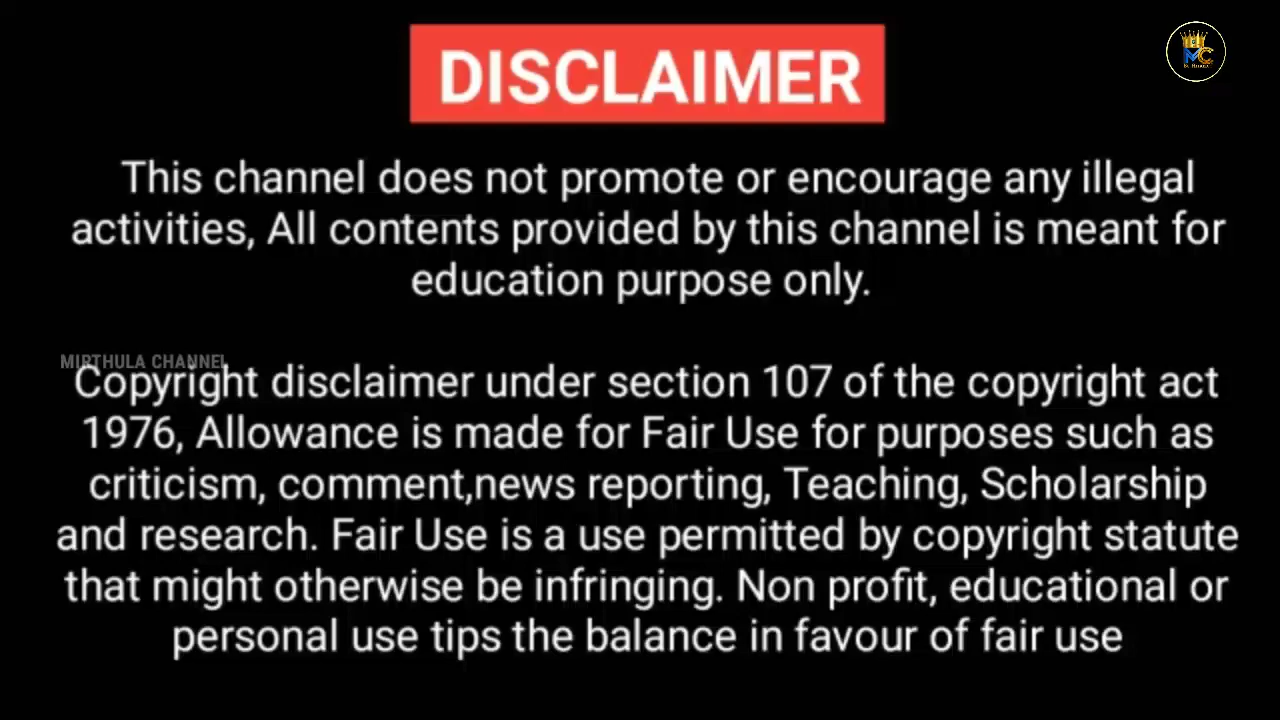 DISCLAIMER
This channel does not promote or encourage any illegal
activities, All contents provided by this channel is meant for
education purpose only.
MIRTHULA CHANNEL
Copyright disclaimer under section 107 of the copyright act
1976, Allowance is made for Fair Use for purposes such as
criticism, comment,news reporting, Teaching, Scholarship
and research. Fair Use is a use permitted by copyright statute
that might otherwise be infringing. Non profit, educational or
personal use tips the balance in favour of fair use
MC